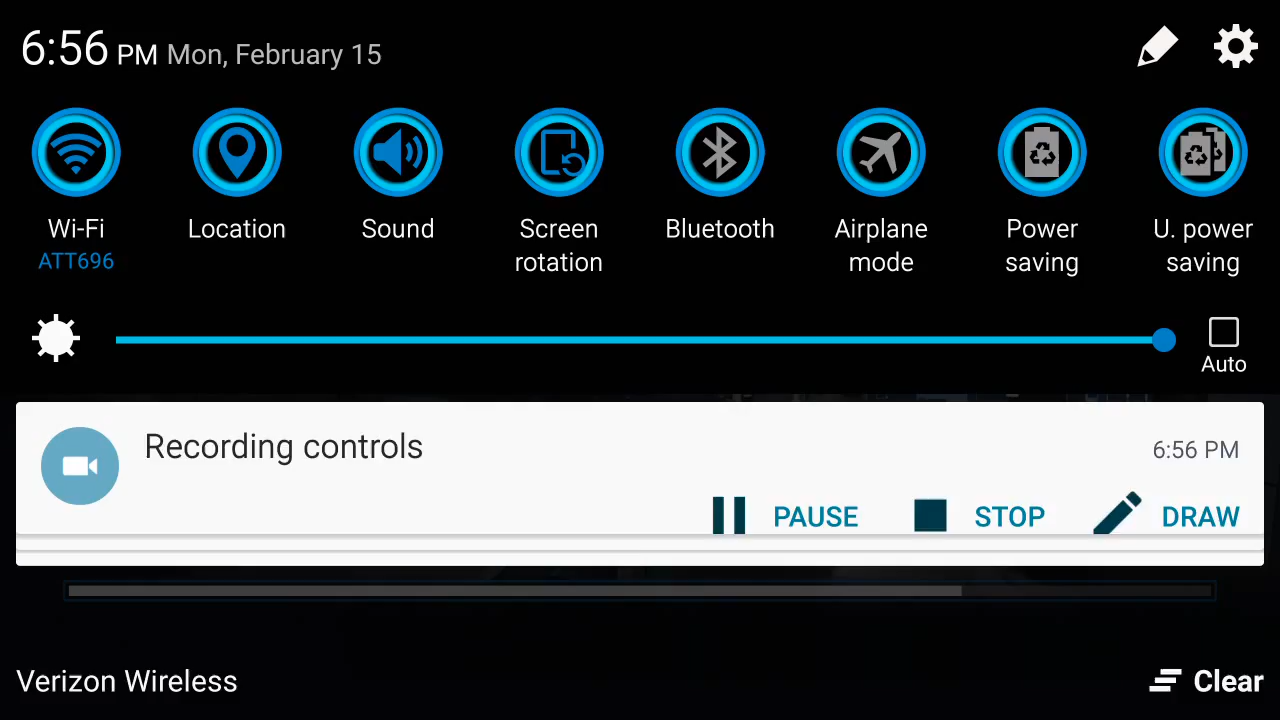 6:56 PM Mon, February 15
Wi-Fi
ATT696
Location
Sound
Screen
rotation
Bluetooth
Airplane
mode
Power
saving
U. power
saving
Auto
Recording controls
6:56 PM
PAUSE
STOP
DRAW
Verizon Wireless
Clear